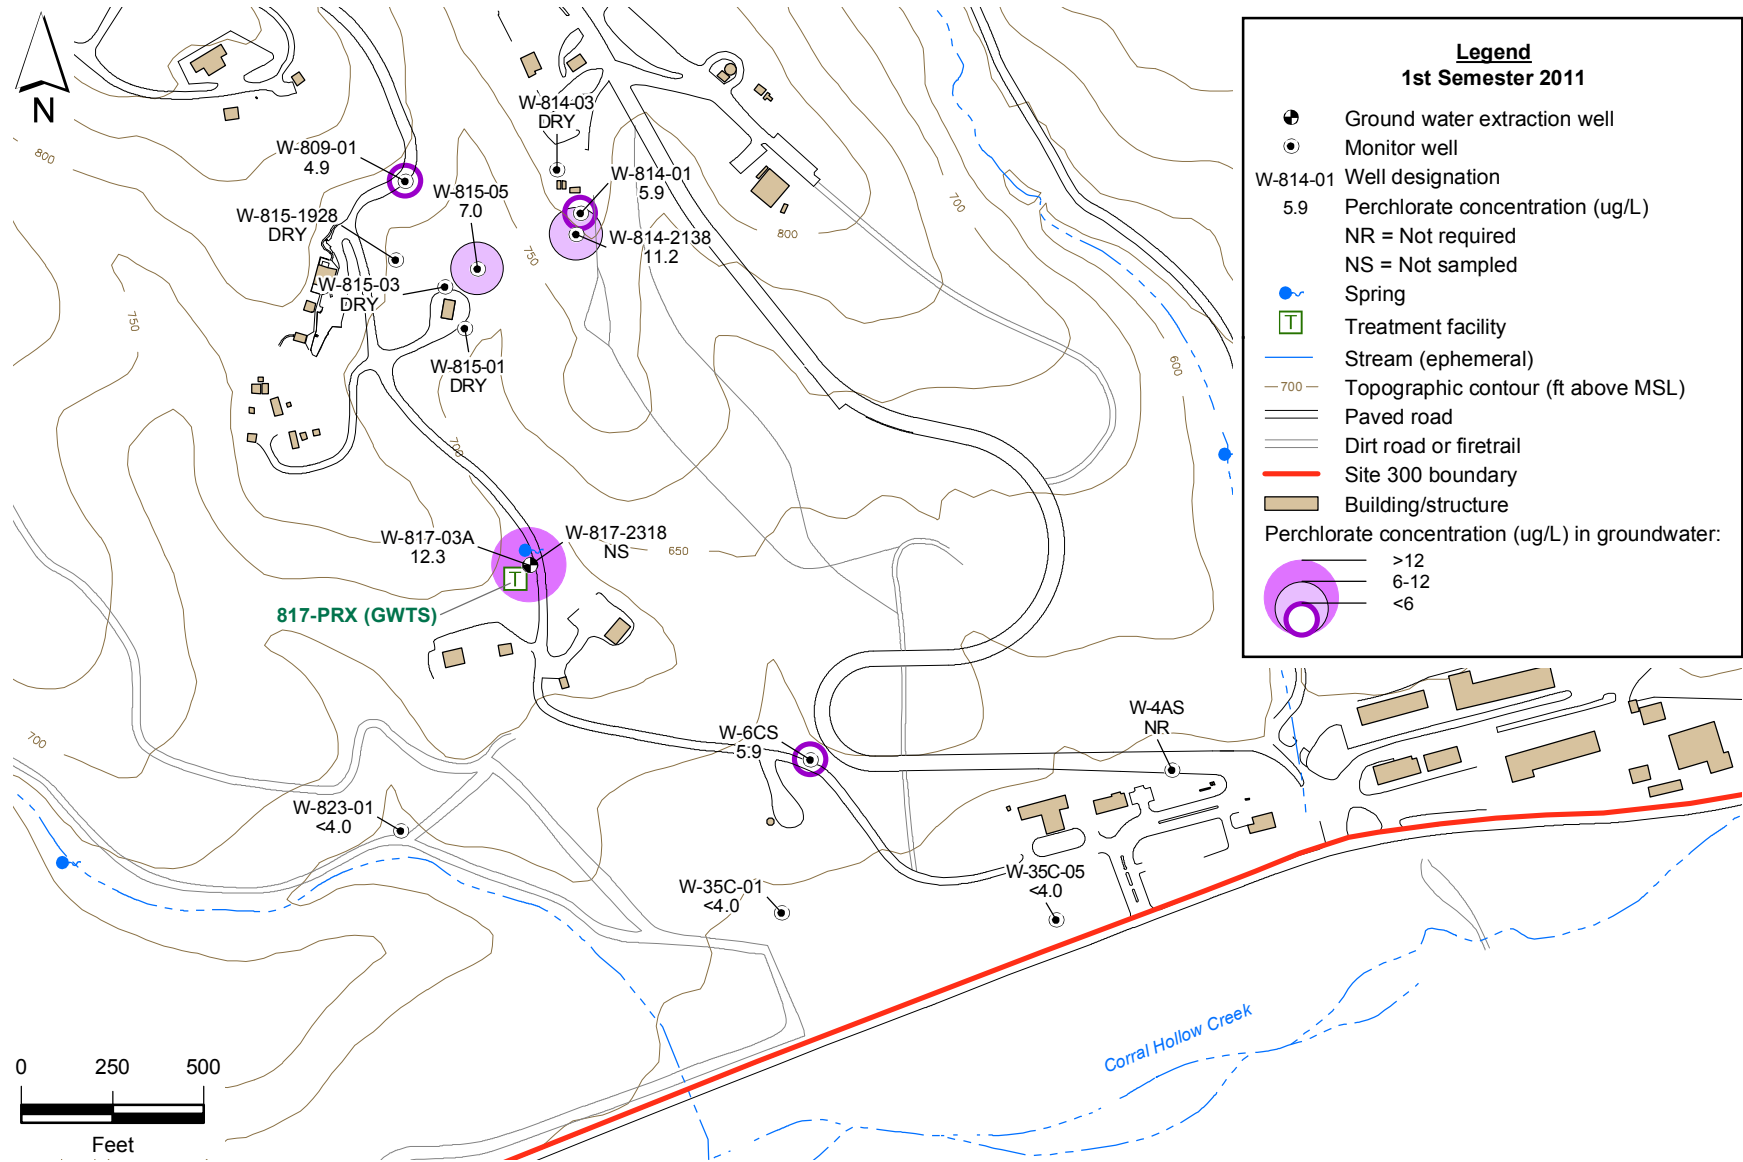 N
800
W-809-01
4.9
W-815-1928
DRY
W-815-05
7.0
W-814-03
DRY
W-814-01
5.9
W-814-2138
11.2
W-815-03
DRY
W-815-01
DRY
750
750
800
700
600
700
W-817-03A
12.3
W-817-2318
NS
650
817-PRX (GWTS)
700
W-6CS
5.9
W-4AS
NR
W-823-01
<4.0
W-35C-01
<4.0
W-35C-05
<4.0
Corral Hollow Creek
0 250 500
Feet
Legend
1st Semester 2011
Ground water extraction well
Monitor well
W-814-01 Well designation
5.9 Perchlorate concentration (ug/L)
NR = Not required
NS = Not sampled
Spring
T Treatment facility
Stream (ephemeral)
700 Topographic contour (ft above MSL)
Paved road
Dirt road or firetrail
Site 300 boundary
Building/structure
Perchlorate concentration (ug/L) in groundwater:
>12
6-12
<6
T